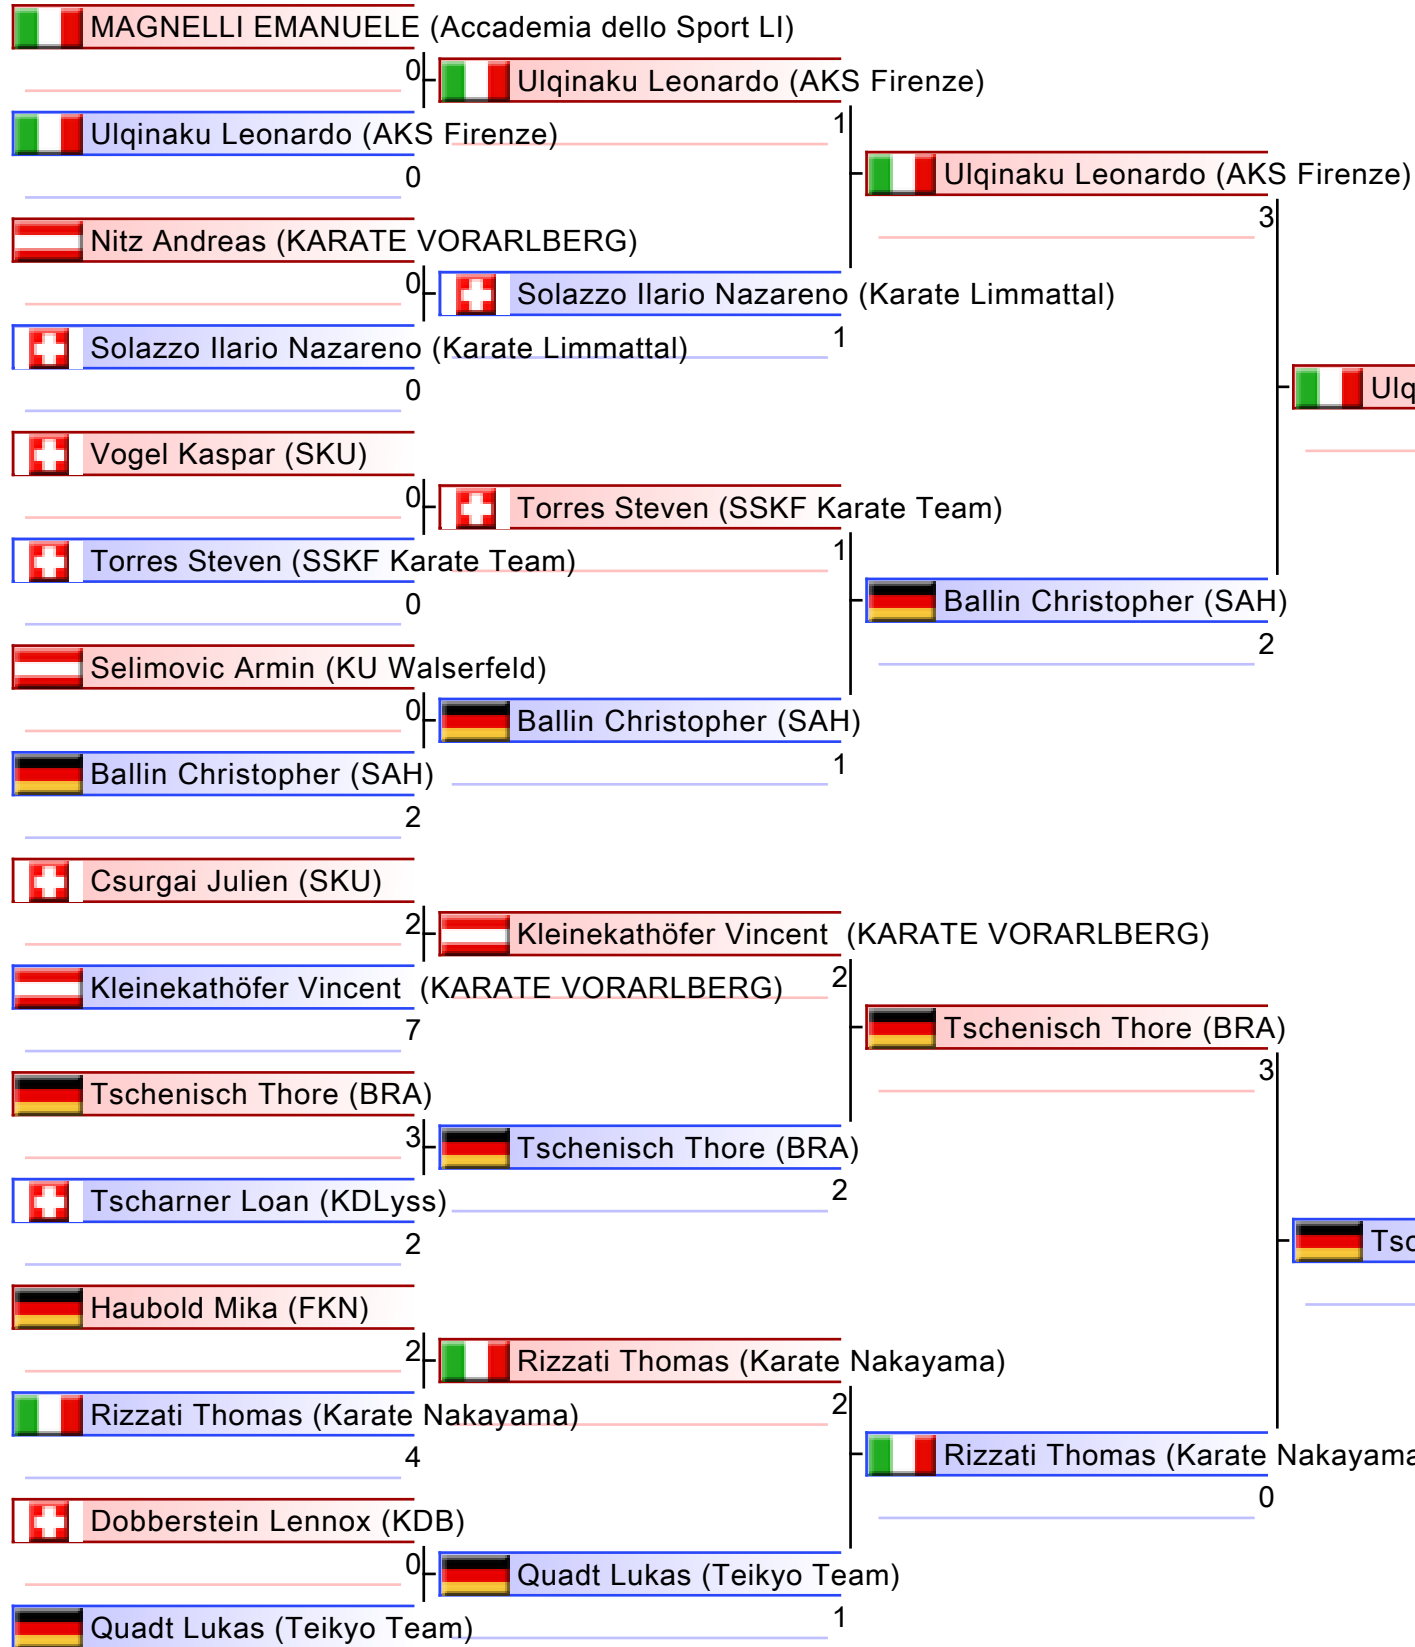 MAGNELLI EMANUELE (Accademia dello Sport LI)
0
Ulqinaku Leonardo (AKS Firenze)
0
Nitz Andreas (KARATE VORARLBERG)
0
Solazzo Ilario Nazareno (Karate Limmattal)
0
Vogel Kaspar (SKU)
0
Torres Steven (SSKF Karate Team)
0
Selimovic Armin (KU Walserfeld)
0
Ballin Christopher (SAH)
2
Csurgai Julien (SKU)
2
Kleinekathöfer Vincent (KARATE VORARLBERG)
7
Tschenisch Thore (BRA)
3
Tscharner Loan (KDLyss)
2
Haubold Mika (FKN)
2
Rizzati Thomas (Karate Nakayama)
4
Dobberstein Lennox (KDB)
0
Quadt Lukas (Teikyo Team)
Ulqinaku Leonardo (AKS Firenze)
1
Solazzo Ilario Nazareno (Karate Limmattal)
1
Torres Steven (SSKF Karate Team)
1
Ballin Christopher (SAH)
1
Kleinekathöfer Vincent (KARATE VORARLBERG)
2
Tschenisch Thore (BRA)
2
Rizzati Thomas (Karate Nakayama)
2
Quadt Lukas (Teikyo Team)
1
Ulqinaku Leonardo (AKS Firenze)
3
Ballin Christopher (SAH)
2
Tschenisch Thore (BRA)
3
Rizzati Thomas (Karate Nakayama
0
Ulq
Tsc